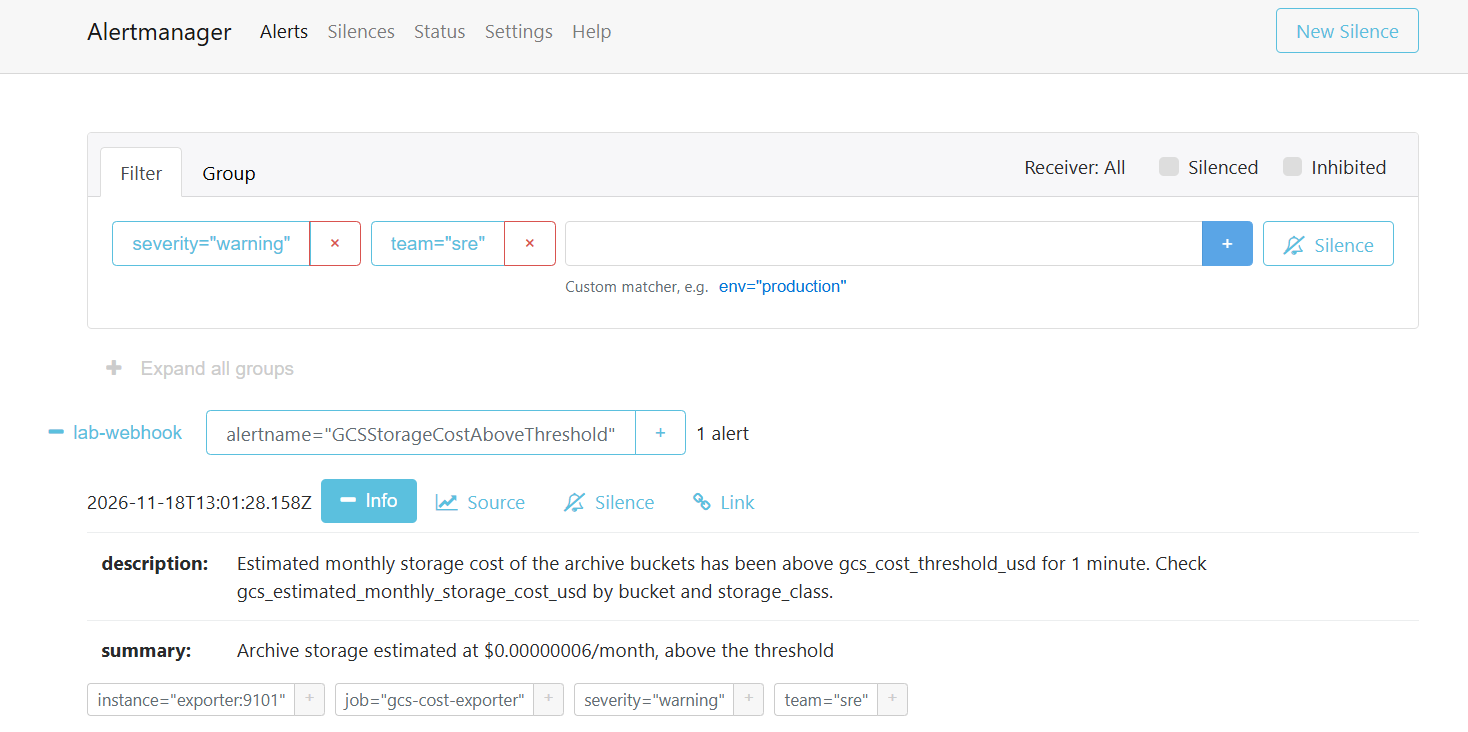 Alertmanager Alerts Silences Status Settings Help New Silence
Filter Group Receiver: All Silenced Inhibited
severity="warning" × team="sre" × + Silence
Custom matcher, e.g. env="production"
+ Expand all groups
lab-webhook alertname="GCSStorageCostAboveThreshold" + 1 alert
2026-11-18T13:01:28.158Z Info Source Silence Link
description: Estimated monthly storage cost of the archive buckets has been above gcs_cost_threshold_usd for 1 minute. Check
gcs_estimated_monthly_storage_cost_usd by bucket and storage_class.
summary: Archive storage estimated at $0.00000006/month, above the threshold
instance="exporter:9101" + job="gcs-cost-exporter" + severity="warning" + team="sre" +